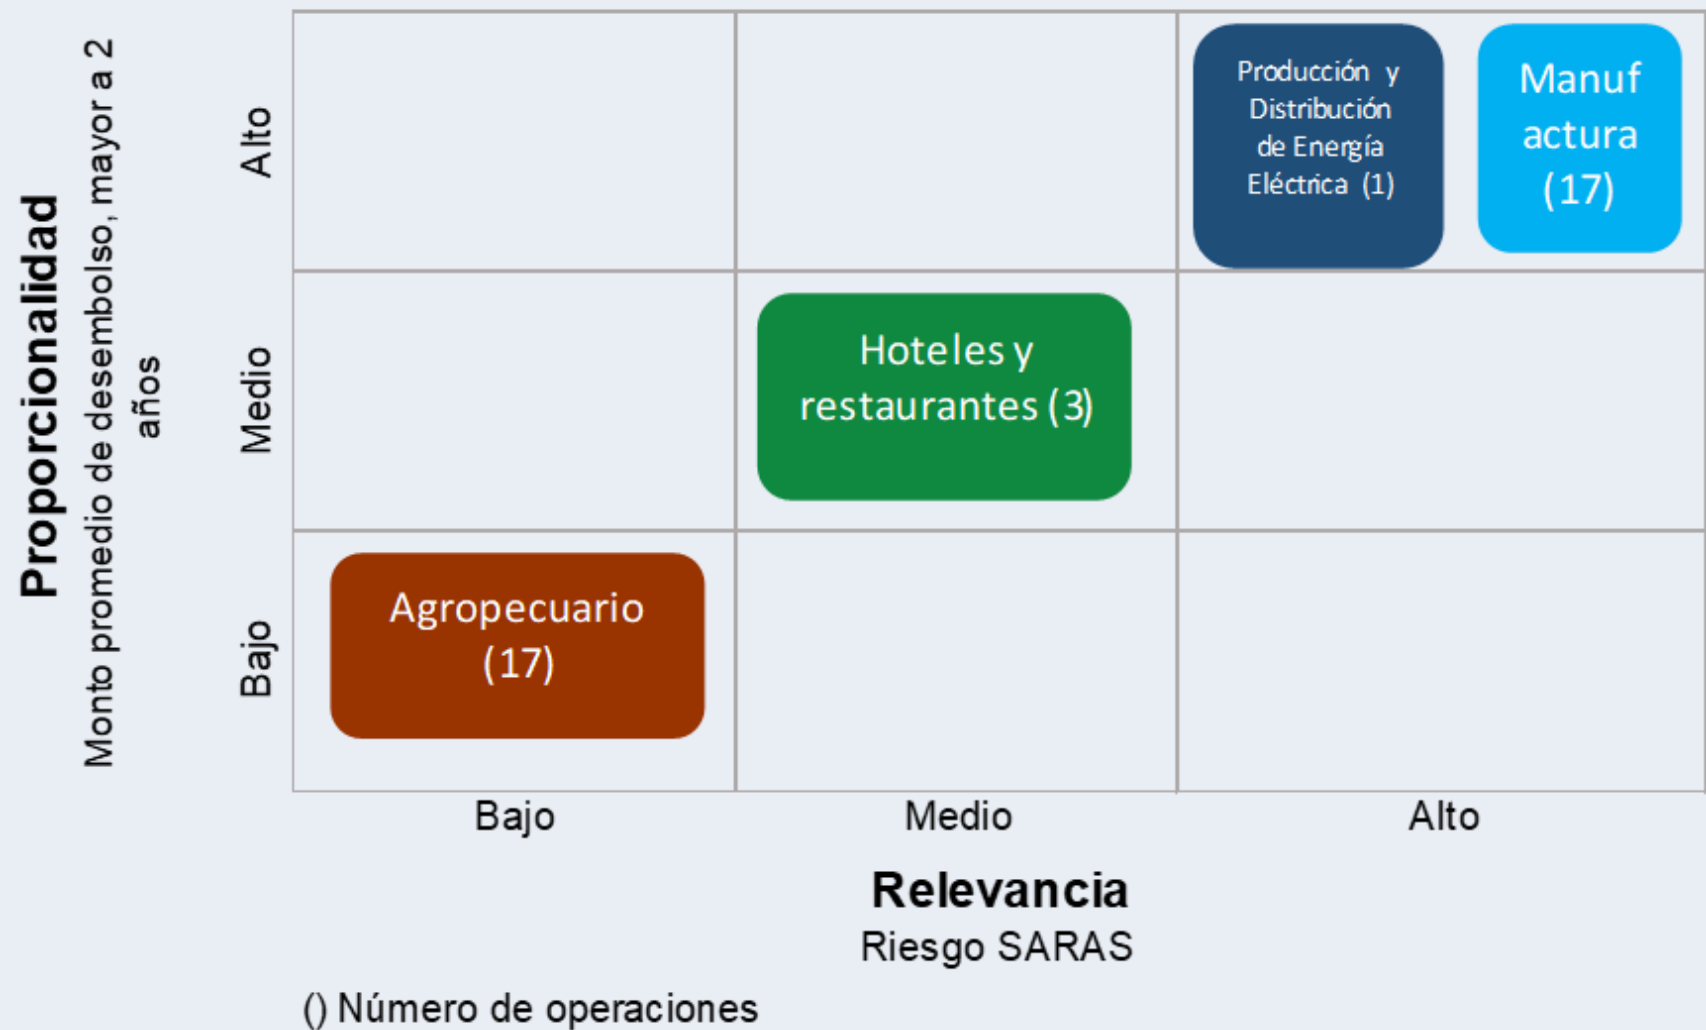 Proporcionalidad
Monto promedio de desembolso, mayor a 2
años
Alto
Medio
Bajo
Producción y
Distribución
de Energía
Eléctrica (1)
Manuf
actura
(17)
Hoteles y
restaurantes (3)
Agropecuario
(17)
Bajo
Medio
Alto
Relevancia
Riesgo SARAS
() Número de operaciones